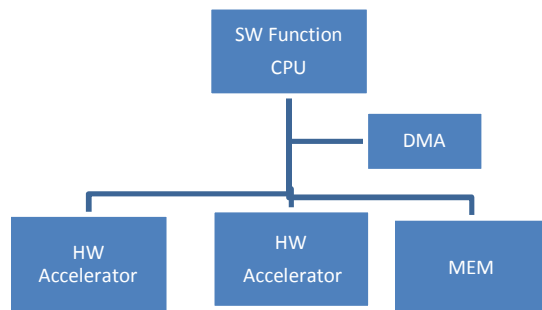 SW Function
CPU
DMA
HW
Accelerator
HW
Accelerator
MEM